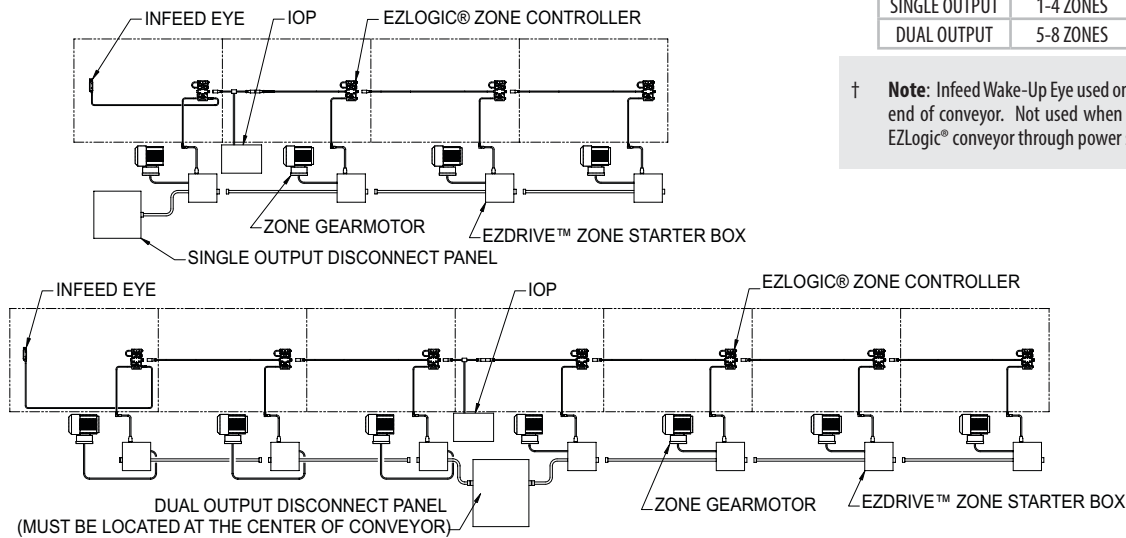 INFEED EYE
IOP
EZLOGIC® ZONE CONTROLLER
SINGLE OUTPUT 1-4 ZONES
DUAL OUTPUT 5-8 ZONES
† Note: Infeed Wake-Up Eye used
end of conveyor. Not used when
EZLogic® conveyor through power
ZONE GEARMOTOR
EZDRIVE™ ZONE STARTER BOX
SINGLE OUTPUT DISCONNECT PANEL
INFEED EYE
IOP
EZLOGIC® ZONE CONTROLLER
DUAL OUTPUT DISCONNECT PANEL
(MUST BE LOCATED AT THE CENTER OF CONVEYOR)
ZONE GEARMOTOR
EZDRIVE™ ZONE STARTER BOX